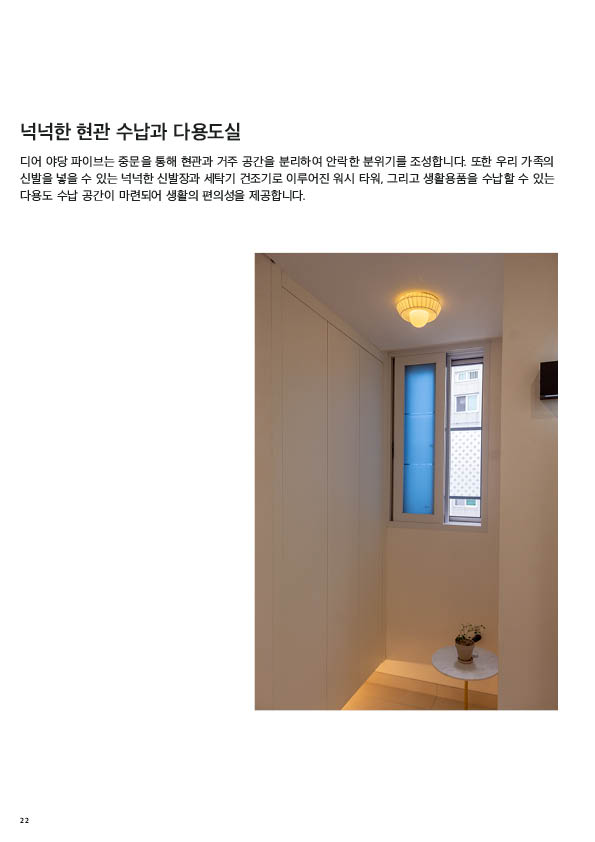 넉넉한 현관 수납과 다용도실
디어 야당 파이브는 중문을 통해 현관과 거주 공간을 분리하여 안락한 분위기를 조성합니다. 또한 우리 가족의
신발을 넣을 수 있는 넉넉한 신발장과 세탁기 건조기로 이루어진 워시 타워, 그리고 생활용품을 수납할 수 있는
다용도 수납 공간이 마련되어 생활의 편의성을 제공합니다.
22